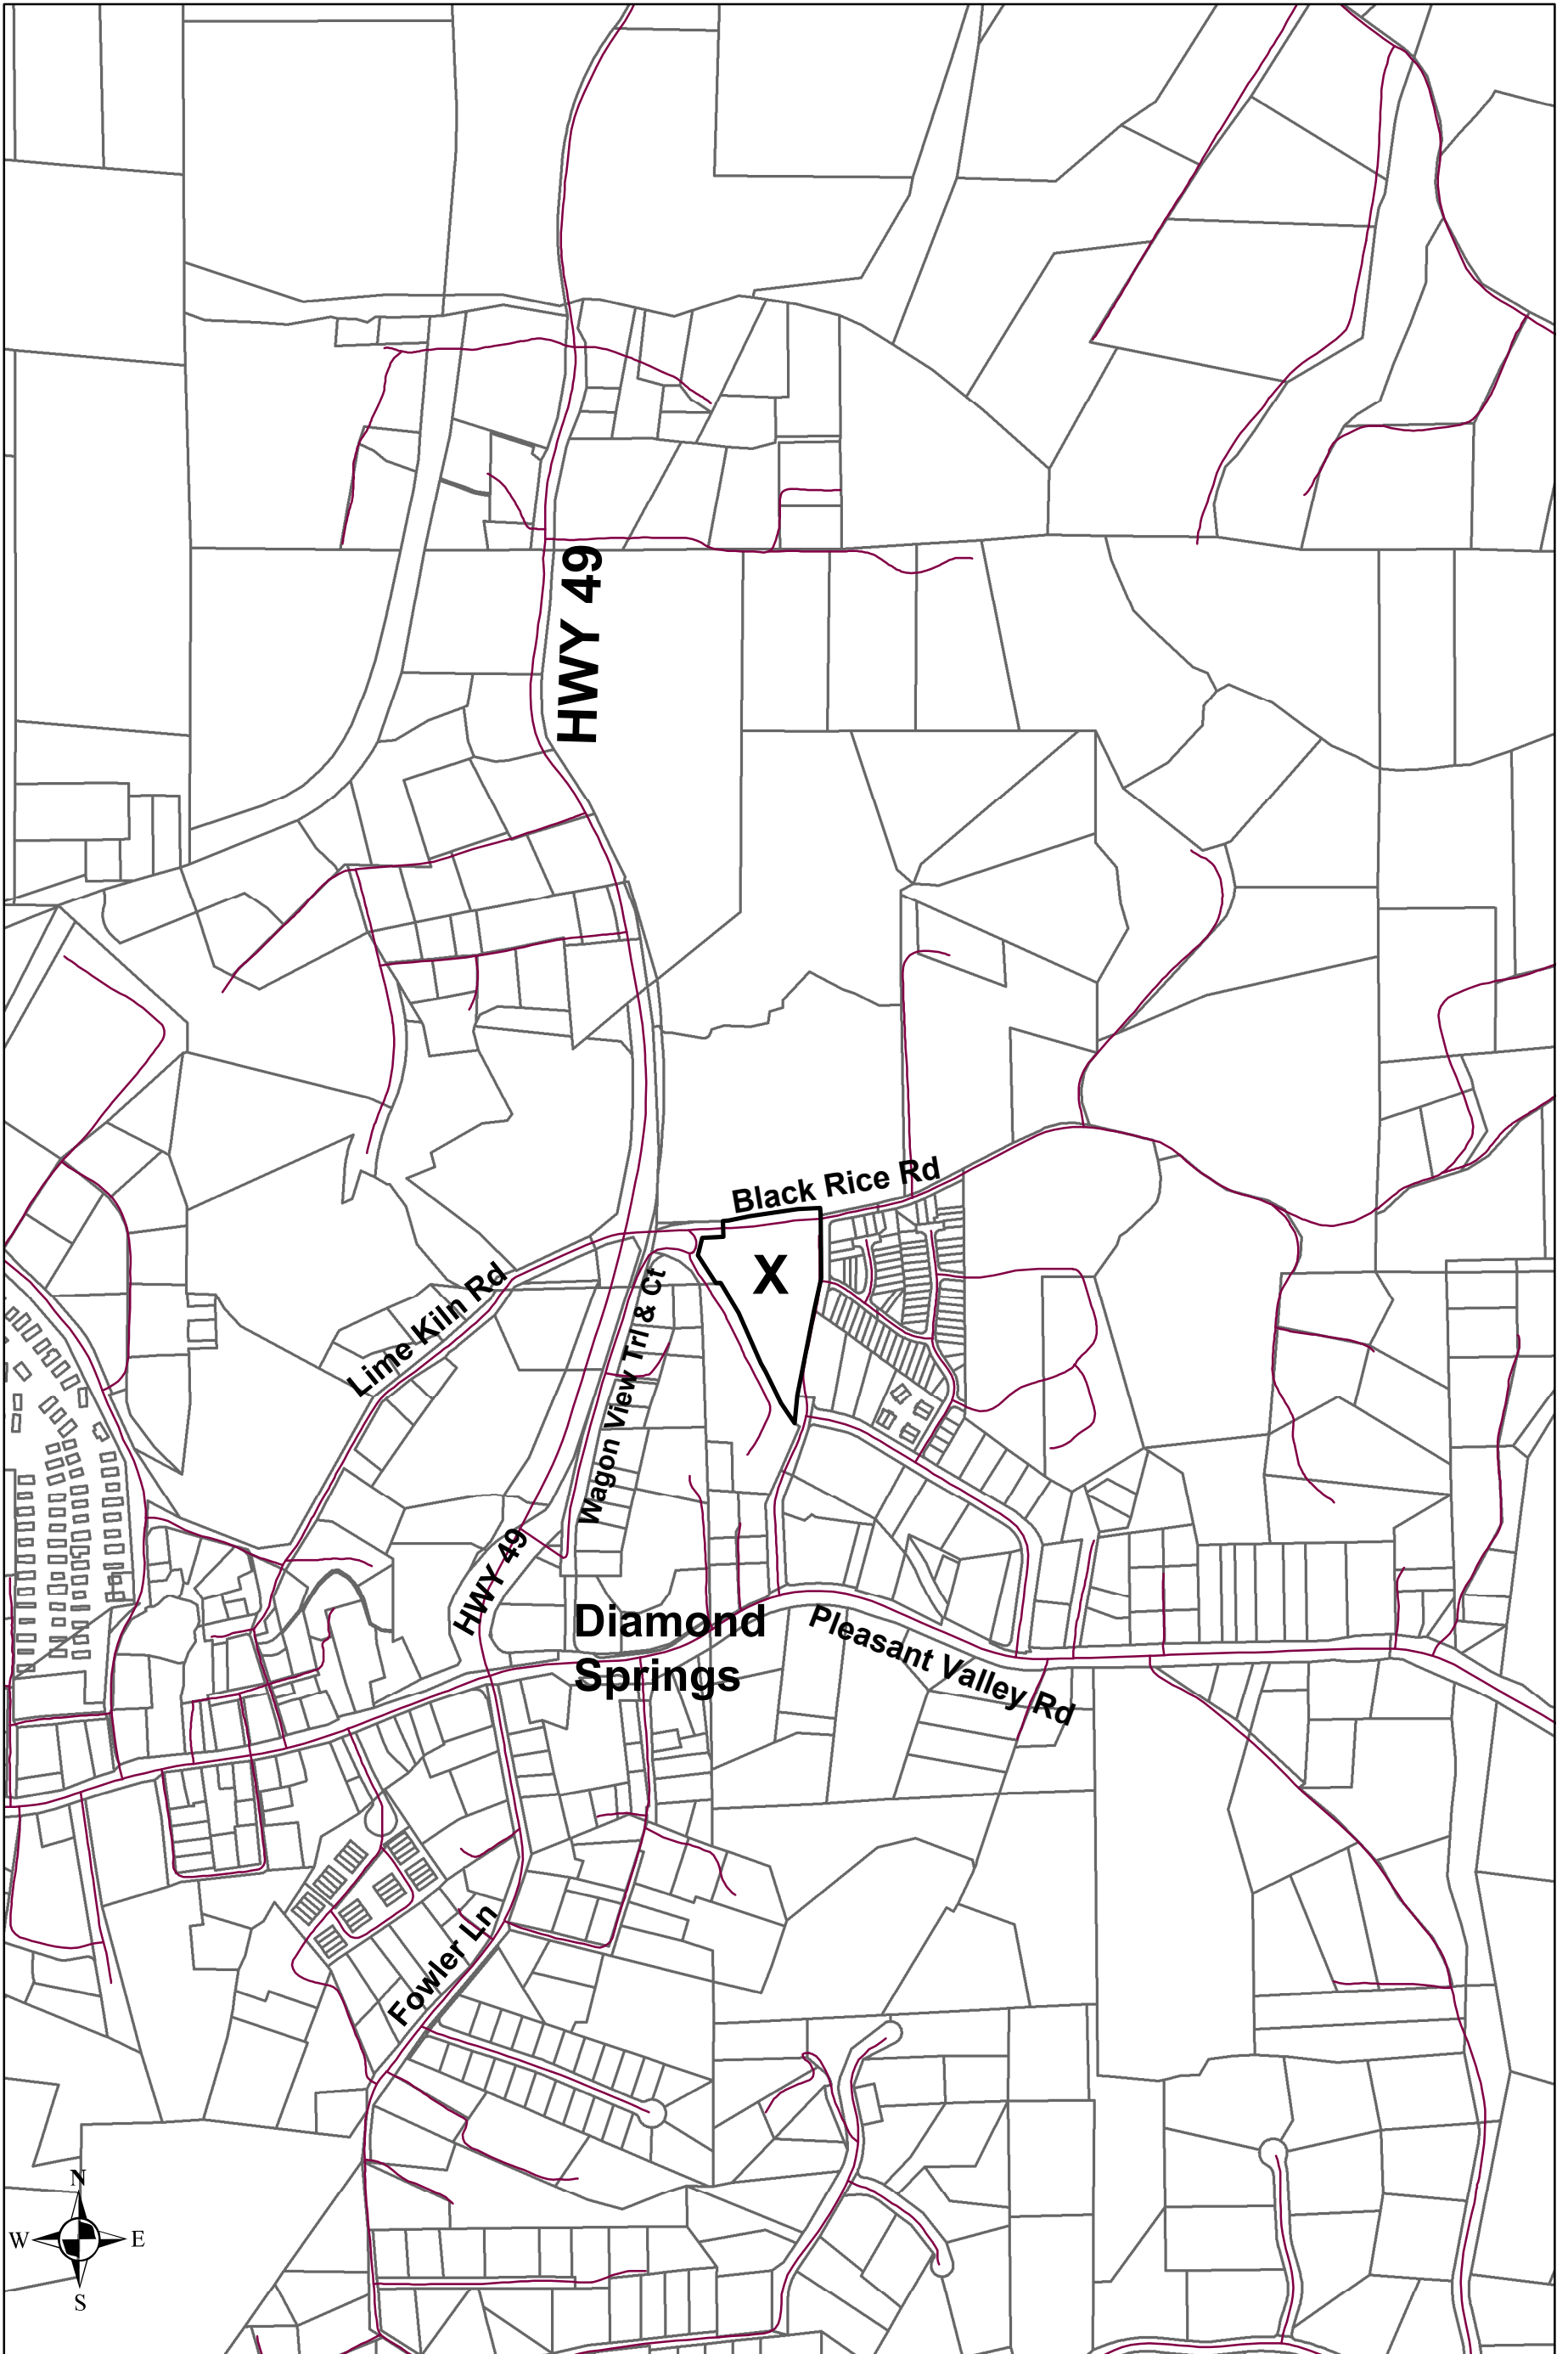 HWY 49
Black Rice Rd
X
Lime Kiln Rd
Wagon View Trl & Ct
HWY 49
Diamond
Springs
Pleasant Valley Rd
Fowler Ln
N
W E
S